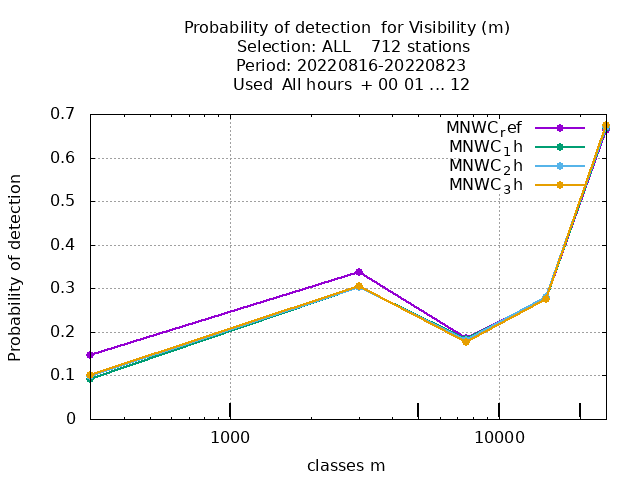 Probability of detection  for Visibility (m)
Selection: ALL    712 stations
Period: 20220816-20220823
Used  All hours  + 00 01 ... 12
Probability of detection
0.7
0.6
0.5
0.4
0.3
0.2
0.1
0
MNWC_ref
MNWC_1h
MNWC_2h
MNWC_3h
1000
10000
classes m